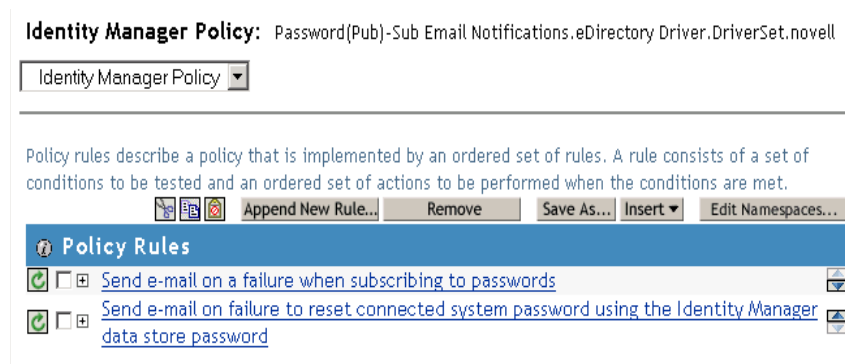 Identity Manager Policy: Password(Pub)-Sub Email Notifications.eDirectory Driver.DriverSet.novell
Identity Manager Policy
Policy rules describe a policy that is implemented by an ordered set of rules. A rule consists of a set of
conditions to be tested and an ordered set of actions to be performed when the conditions are met.
Append New Rule... Remove Save As... Insert Edit Namespaces...
Policy Rules
Send e-mail on a failure when subscribing to passwords
Send e-mail on failure to reset connected system password using the Identity Manager
data store password